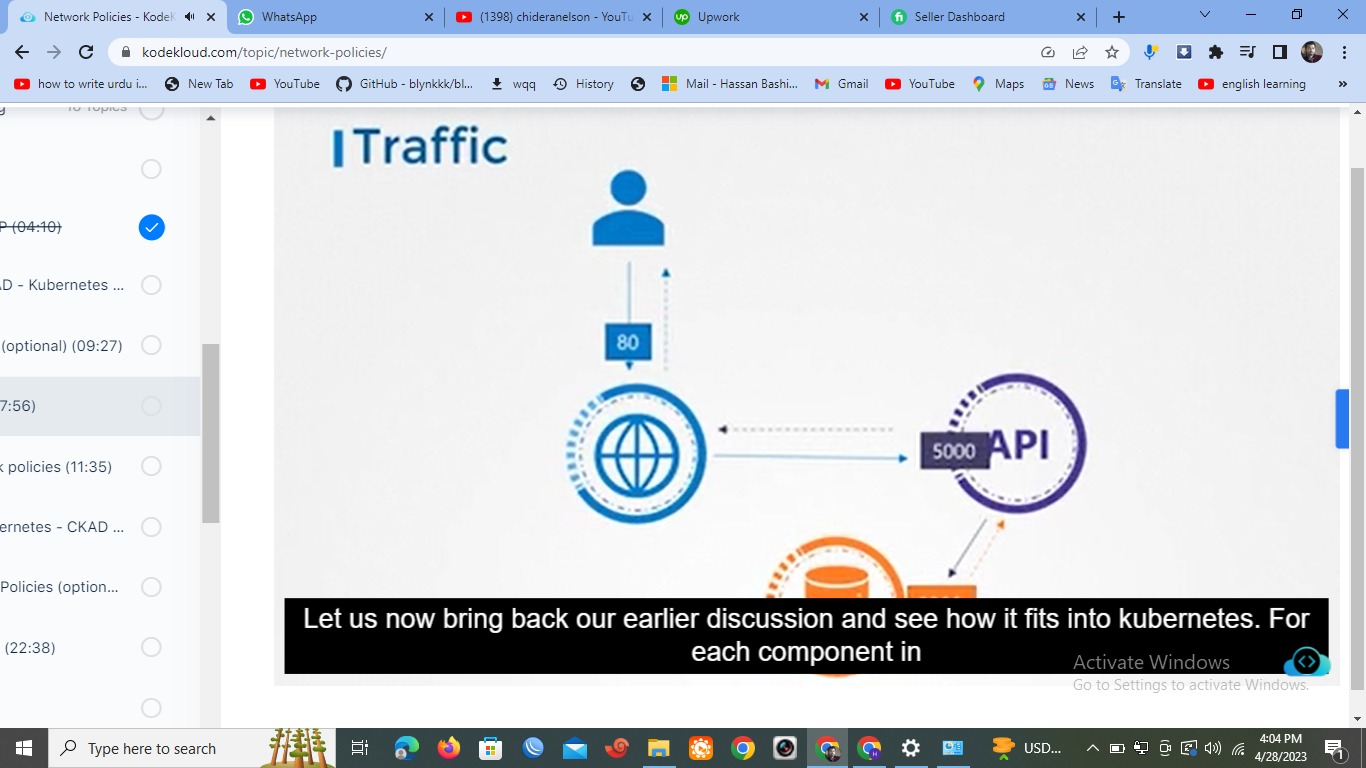 Network Policies - KodeK
WhatsApp
(1398) chideranelson - YouTu
Upwork
Seller Dashboard
kodekloud.com/topic/network-policies/
how to write urdu i...
New Tab
YouTube
GitHub - blynkkk/bl...
wqq
History
Mail - Hassan Bashi...
Gmail
YouTube
Maps
News
Translate
english learning
»
g
10 Topics
P (04:10)
AD - Kubernetes ...
(optional) (09:27)
7:56)
k policies (11:35)
ernetes - CKAD ...
Policies (option...
(22:38)
Traffic
80
5000
API
Let us now bring back our earlier discussion and see how it fits into kubernetes. For
each component in
Activate Windows
Go to Settings to activate Windows.
Type here to search
USD...
4:04 PM
4/28/2023
1